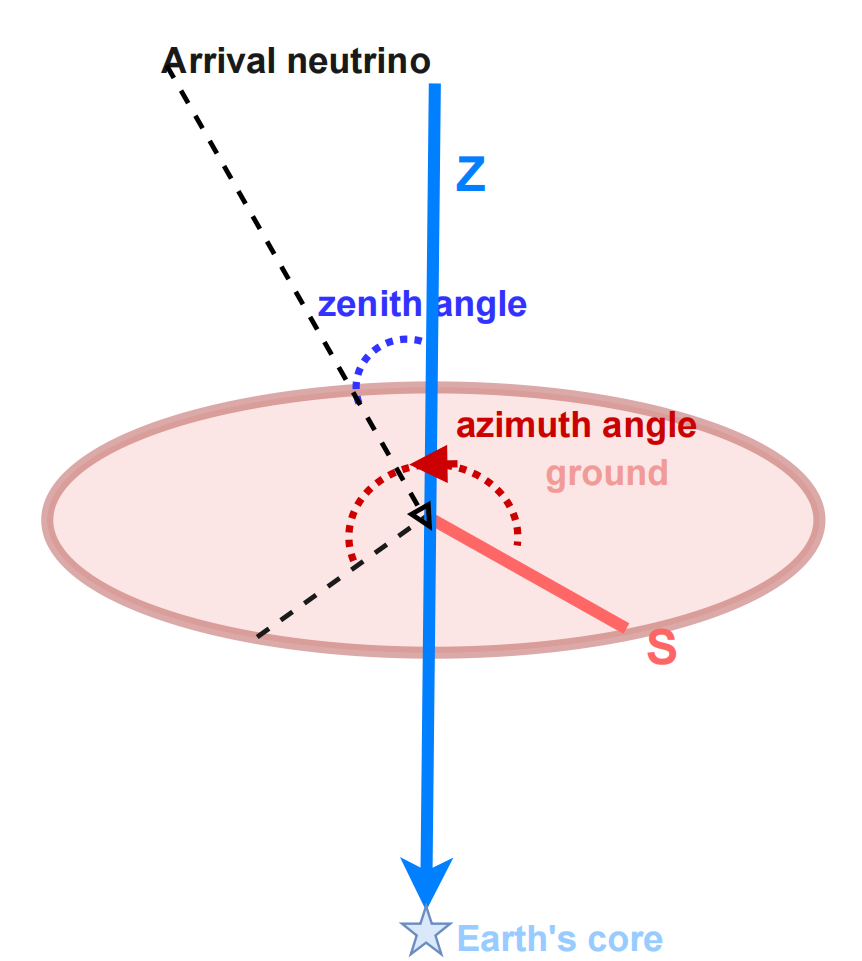 Arrival neutrino
Z
zenith angle
azimuth angle
ground
S
Earth's core